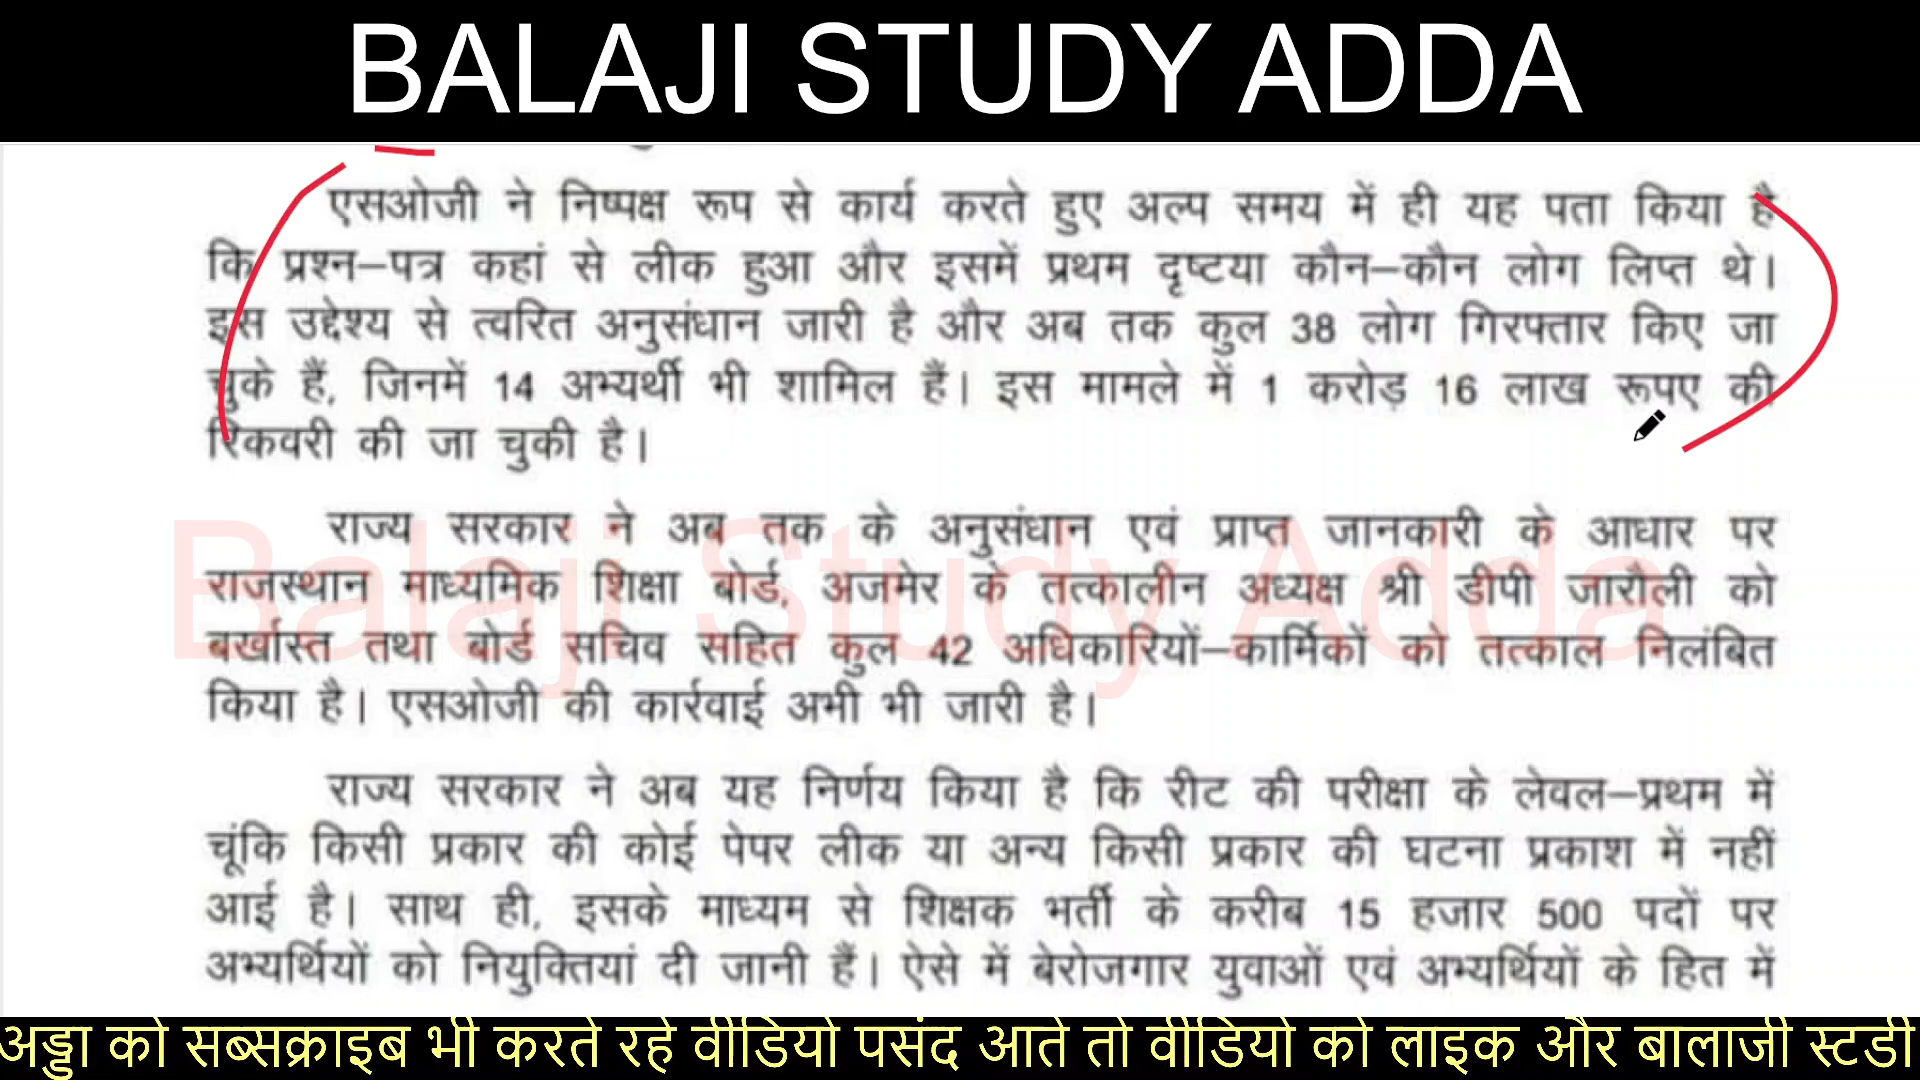 BALAJI STUDY ADDA
एसओजी ने निष्पक्ष रूप से कार्य करते हुए अल्प समय में ही यह पता किया है
कि प्रश्न–पत्र कहां से लीक हुआ और इसमें प्रथम दृष्टया कौन–कौन लोग लिप्त थे।
इस उद्देश्य से त्वरित अनुसंधान जारी है और अब तक कुल 38 लोग गिरफ्तार किए जा
चुके हैं, जिनमें 14 अभ्यर्थी भी शामिल हैं। इस मामले में 1 करोड़ 16 लाख रूपए की
रिकवरी की जा चुकी है।
राज्य सरकार ने अब तक के अनुसंधान एवं प्राप्त जानकारी के आधार पर
राजस्थान माध्यमिक शिक्षा बोर्ड, अजमेर के तत्कालीन अध्यक्ष श्री डीपी जारौली को
बर्खास्त तथा बोर्ड सचिव सहित कुल 42 अधिकारियों–कार्मिकों को तत्काल निलंबित
किया है। एसओजी की कार्रवाई अभी भी जारी है।
Balaji Study Adda
राज्य सरकार ने अब यह निर्णय किया है कि रीट की परीक्षा के लेवल–प्रथम में
चूंकि किसी प्रकार की कोई पेपर लीक या अन्य किसी प्रकार की घटना प्रकाश में नहीं
आई है। साथ ही, इसके माध्यम से शिक्षक भर्ती के करीब 15 हजार 500 पदों पर
अभ्यर्थियों को नियुक्तियां दी जानी हैं। ऐसे में बेरोजगार युवाओं एवं अभ्यर्थियों के हित में
अड्डा को सब्सक्राइब भी करते रहे वीडियो पसंद आते तो वीडियो को लाइक और बालाजी स्टडी